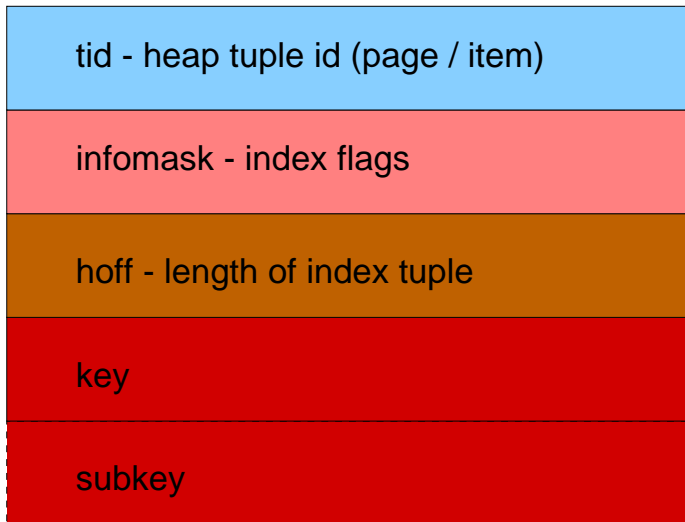 tid - heap tuple id (page / item)
infomask - index flags
hoff - length of index tuple
key
subkey